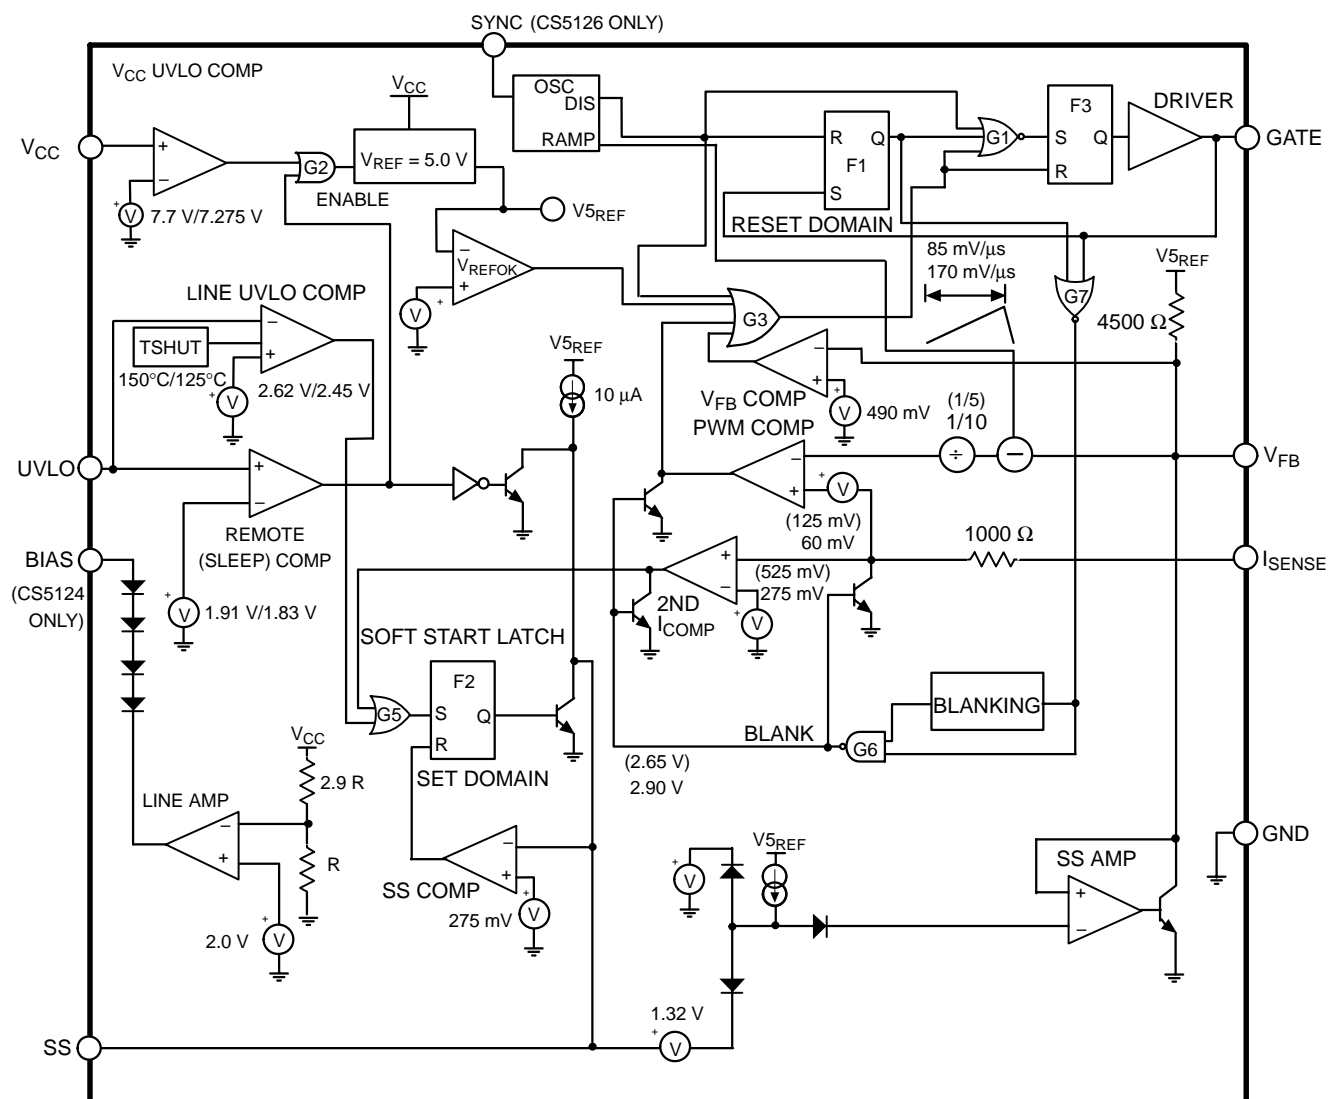 SYNC (CS5126 ONLY)
VCC UVLO COMP
VCC
OSC
DIS
RAMP
F3
S
Q
R
DRIVER
GATE
VCC
+
−
G2
VREF = 5.0 V
ENABLE
R
Q
F1
S
G1
+
V
7.7 V/7.275 V
V5REF
RESET DOMAIN
−
VREFOK
+
+
V
85 mV/µs
170 mV/µs
G7
V5REF
4500 Ω
LINE UVLO COMP
−
TSHUT
+
150°C/125°C
+
V
2.62 V/2.45 V
G3
V5REF
10 µA
−
+
+
V
490 mV
VFB COMP
PWM COMP
(1/5)
1/10
÷
−
VFB
UVLO
+
−
REMOTE
(SLEEP) COMP
−
+
V
(125 mV)
60 mV
1000 Ω
ISENSE
BIAS
(CS5124
ONLY)
+
V
1.91 V/1.83 V
+
−
(525 mV)
275 mV
2ND
ICOMP
+
V
SOFT START LATCH
F2
S
Q
R
G5
SET DOMAIN
BLANKING
BLANK
G6
(2.65 V)
2.90 V
VCC
2.9 R
LINE AMP
−
+
R
+
V
2.0 V
−
+
SS COMP
+
V
275 mV
+
V
V5REF
SS AMP
+
−
GND
1.32 V
+
V
SS